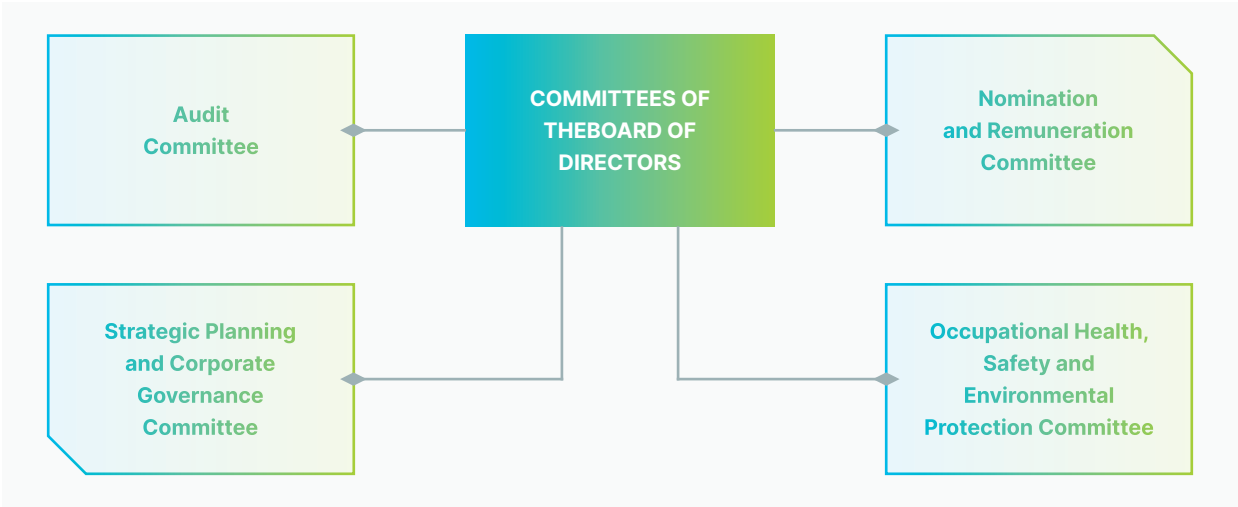 Audit
Committee
COMMITTEES OF
THEBOARD OF
DIRECTORS
Nomination
and Remuneration
Committee
Strategic Planning
and Corporate
Governance
Committee
Occupational Health,
Safety and
Environmental
Protection Committee